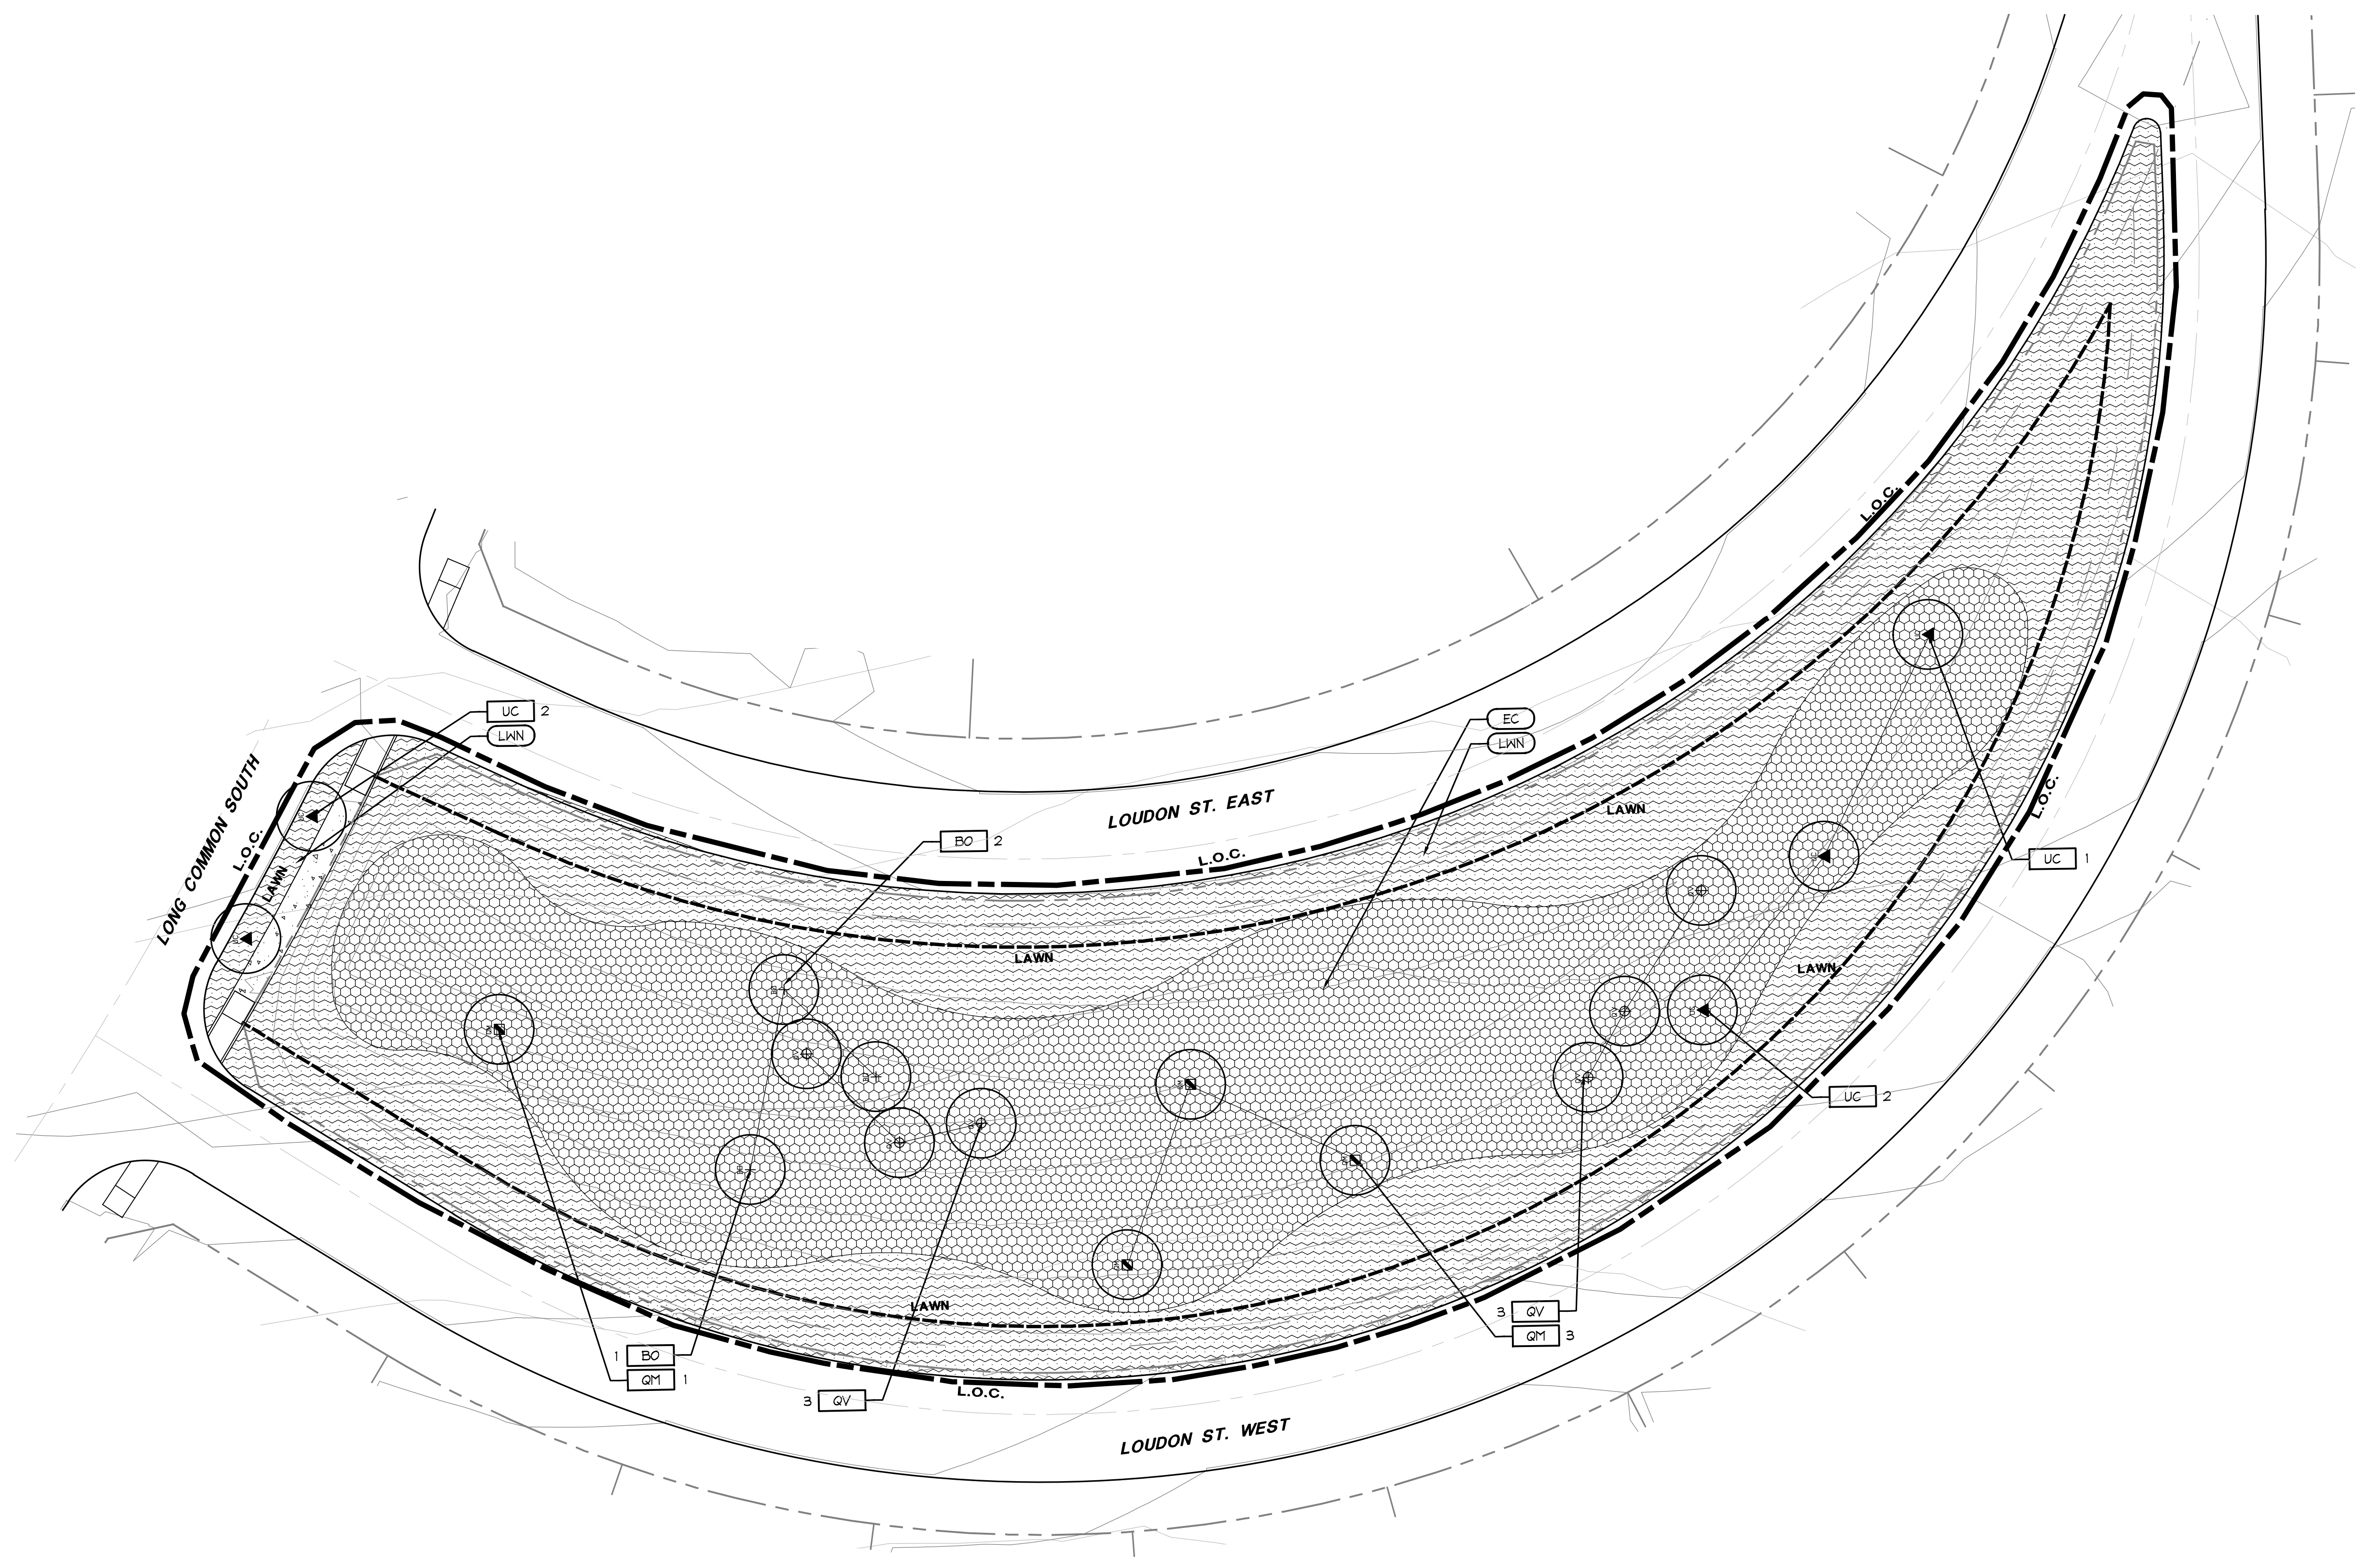 L.O.C.
UC 2
LWN
EC
LWN
LONG COMMON SOUTH
L.O.C.
LAWN
LOUDON ST. EAST
LAWN
L.O.C.
BO 2
L.O.C.
UC 1
LAWN
LAWN
UC 2
LAWN
3 QV
QM 3
1 BO
QM 1
3 QV
L.O.C.
LOUDON ST. WEST